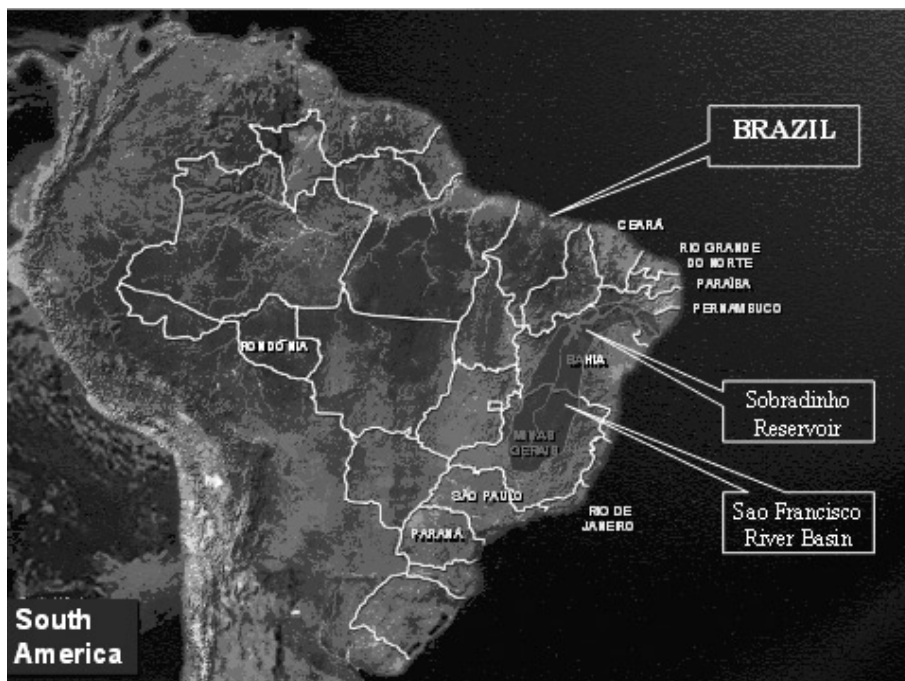 BRAZIL
CEARÁ
RIO GRANDE
DO NORTE
PARAÍBA
PERNAMBUCO
RONDÔNIA
BAHIA
Sobradinho
Reservoir
MINAS
GERAIS
SÃO PAULO
RIO DE
JANEIRO
Sao Francisco
River Basin
PARANÁ
South
America